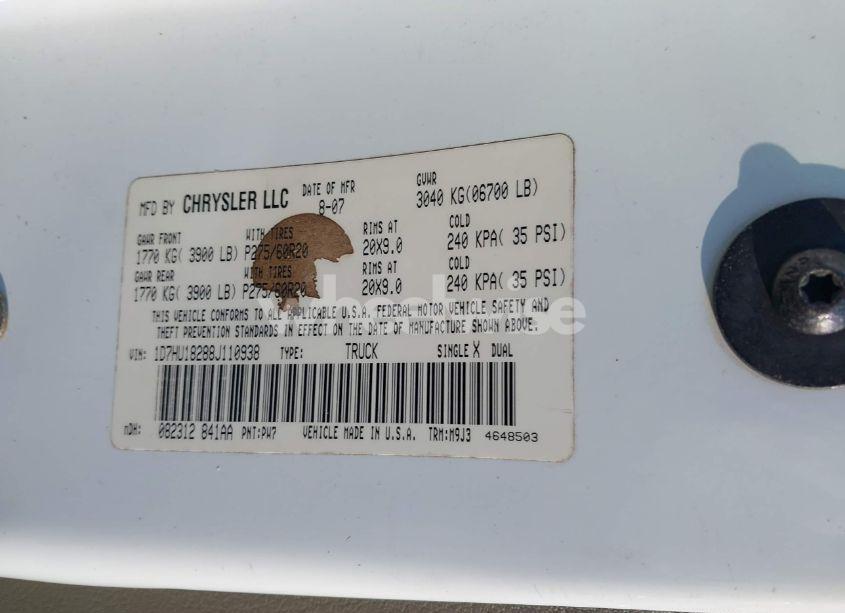 MFD BY CHRYSLER LLC DATE OF MFR 8-07 GVWR 3040 KG(06700 LB)
GAWR FRONT WITH TIRES RIMS AT COLD
1770 KG( 3900 LB) P275/60R20 20X9.0 240 KPA( 35 PSI)
GAWR REAR WITH TIRES RIMS AT COLD
1770 KG( 3900 LB) P275/60R20 20X9.0 240 KPA( 35 PSI)
THIS VEHICLE CONFORMS TO ALL APPLICABLE U.S.A. FEDERAL MOTOR VEHICLE SAFETY AND
THEFT PREVENTION STANDARDS IN EFFECT ON THE DATE OF MANUFACTURE SHOWN ABOVE.
VIN: 1D7HU18288J110938 TYPE: TRUCK SINGLE X DUAL
MDH: 082312 841AA PNT:PW7 VEHICLE MADE IN U.S.A. TRM:M9J3 4648503